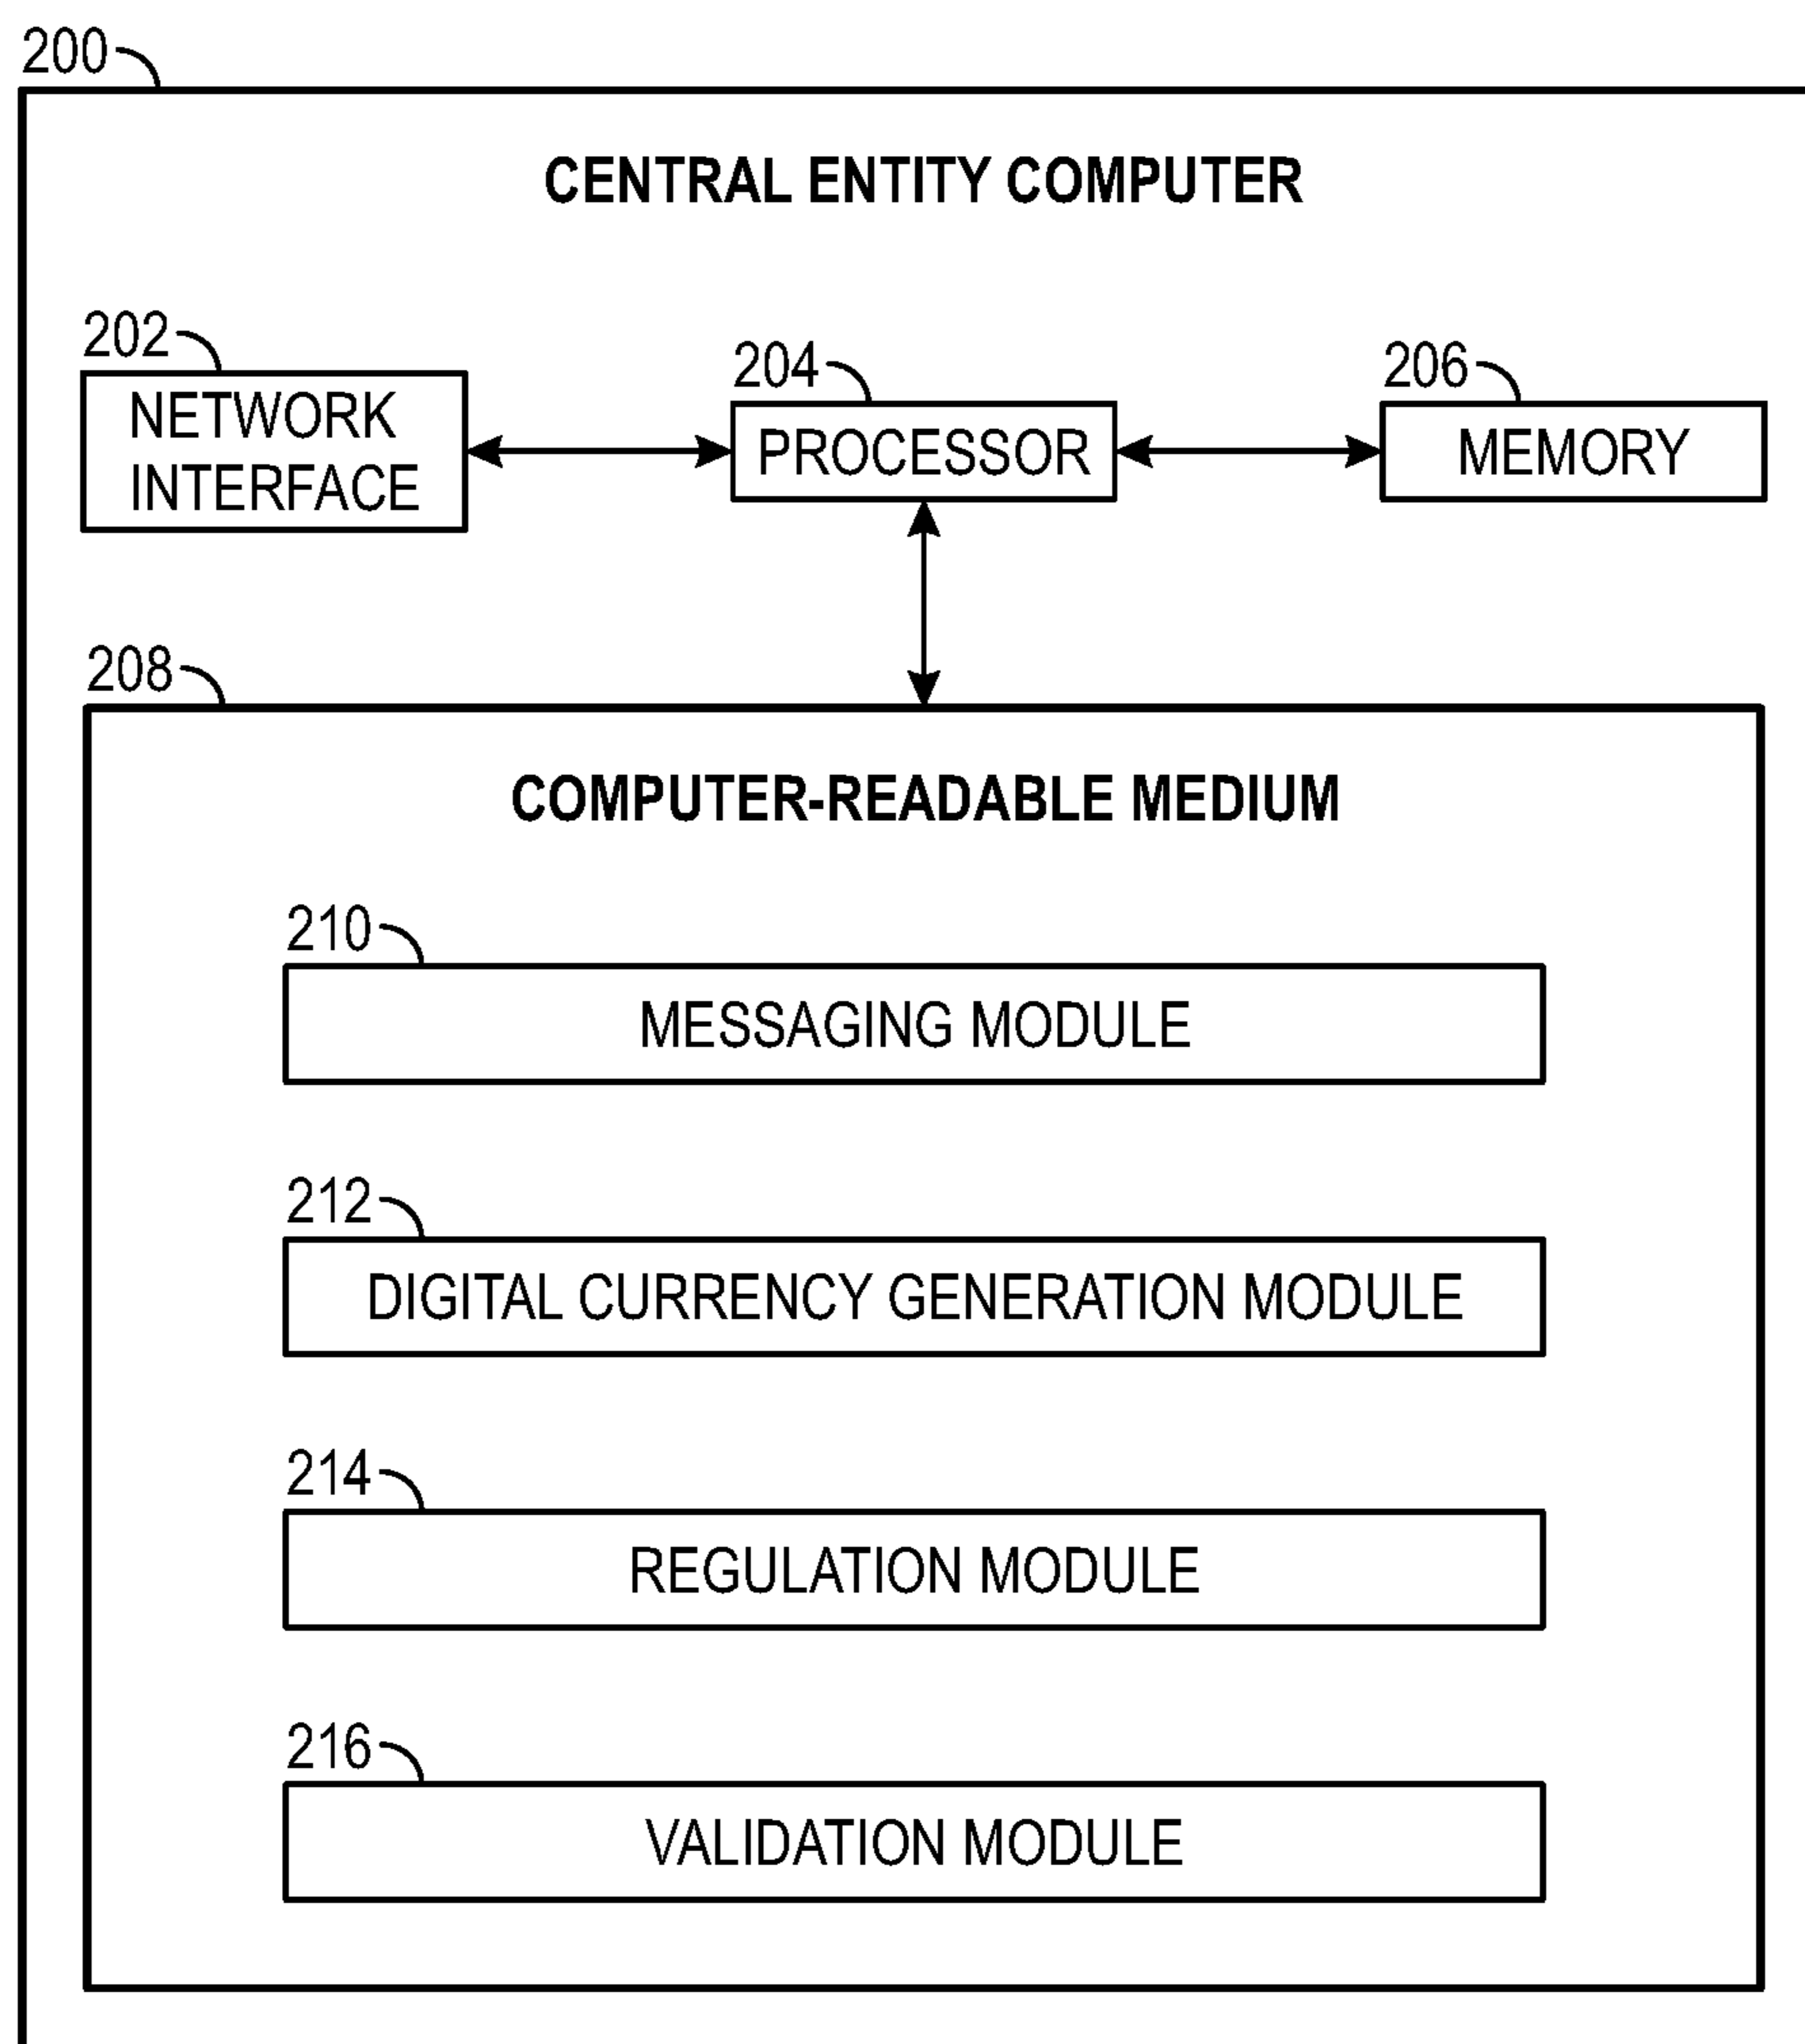 200
CENTRAL ENTITY COMPUTER
202
NETWORK
INTERFACE
204
PROCESSOR
206
MEMORY
208
COMPUTER-READABLE MEDIUM
210
MESSAGING MODULE
212
DIGITAL CURRENCY GENERATION MODULE
214
REGULATION MODULE
216
VALIDATION MODULE